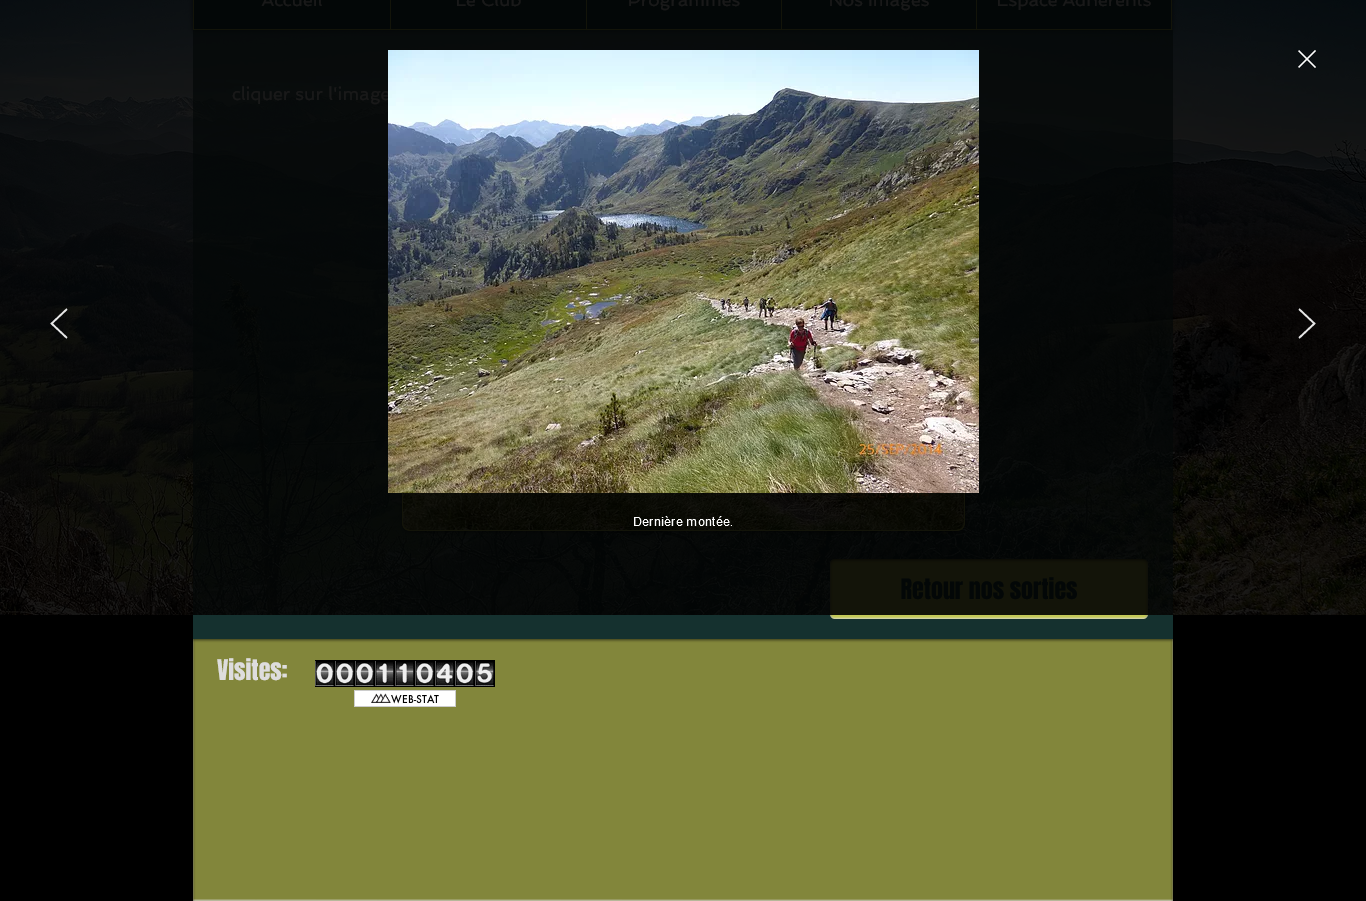 Accueil
Le Club
Programmes
Nos images
Espace Adhérents
cliquer sur l'image
Dernière montée.
Retour nos sorties
Visites:
000110405
WEB-STAT